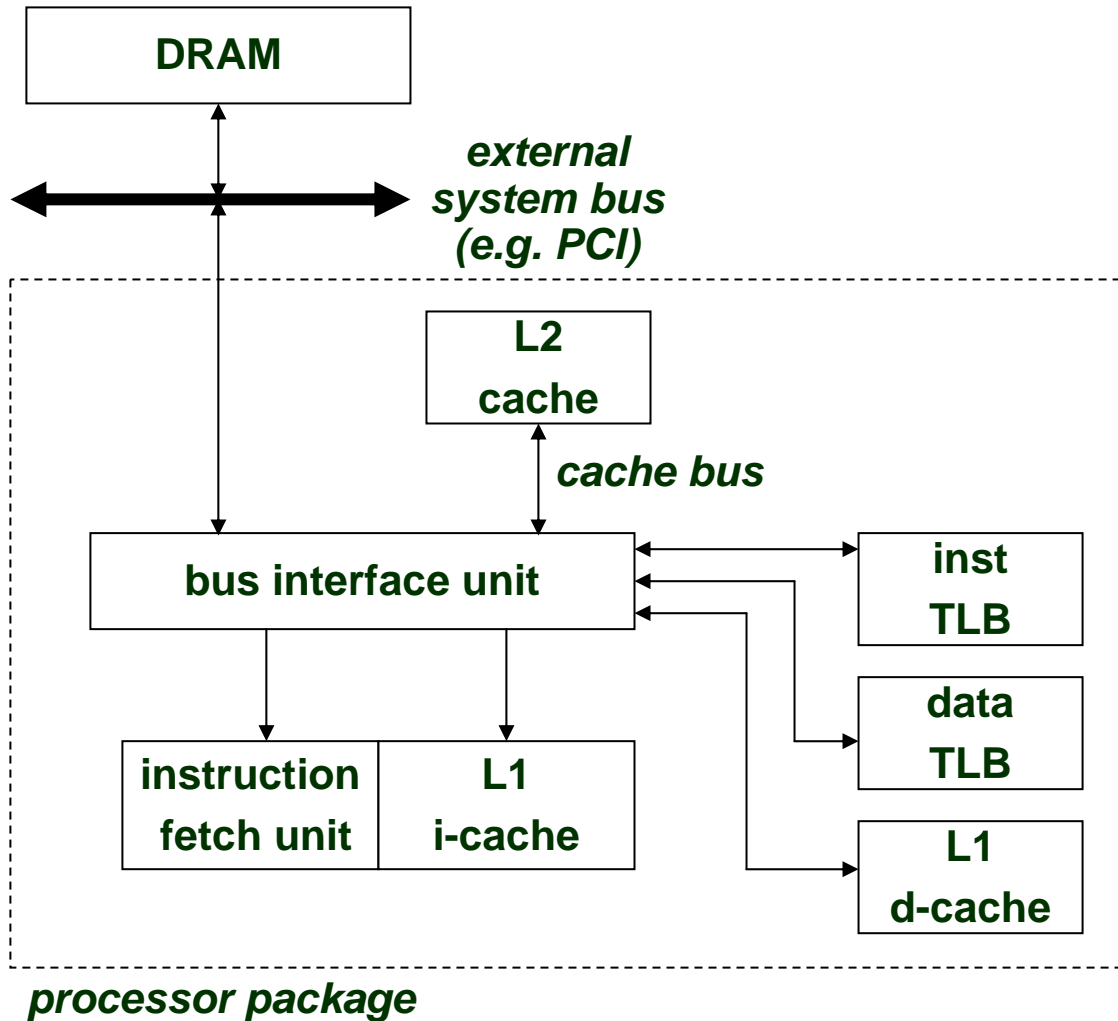 DRAM
external
system bus
(e.g. PCI)
L2
cache
cache bus
bus interface unit
inst
TLB
data
TLB
instruction
fetch unit
L1
i-cache
L1
d-cache
processor package